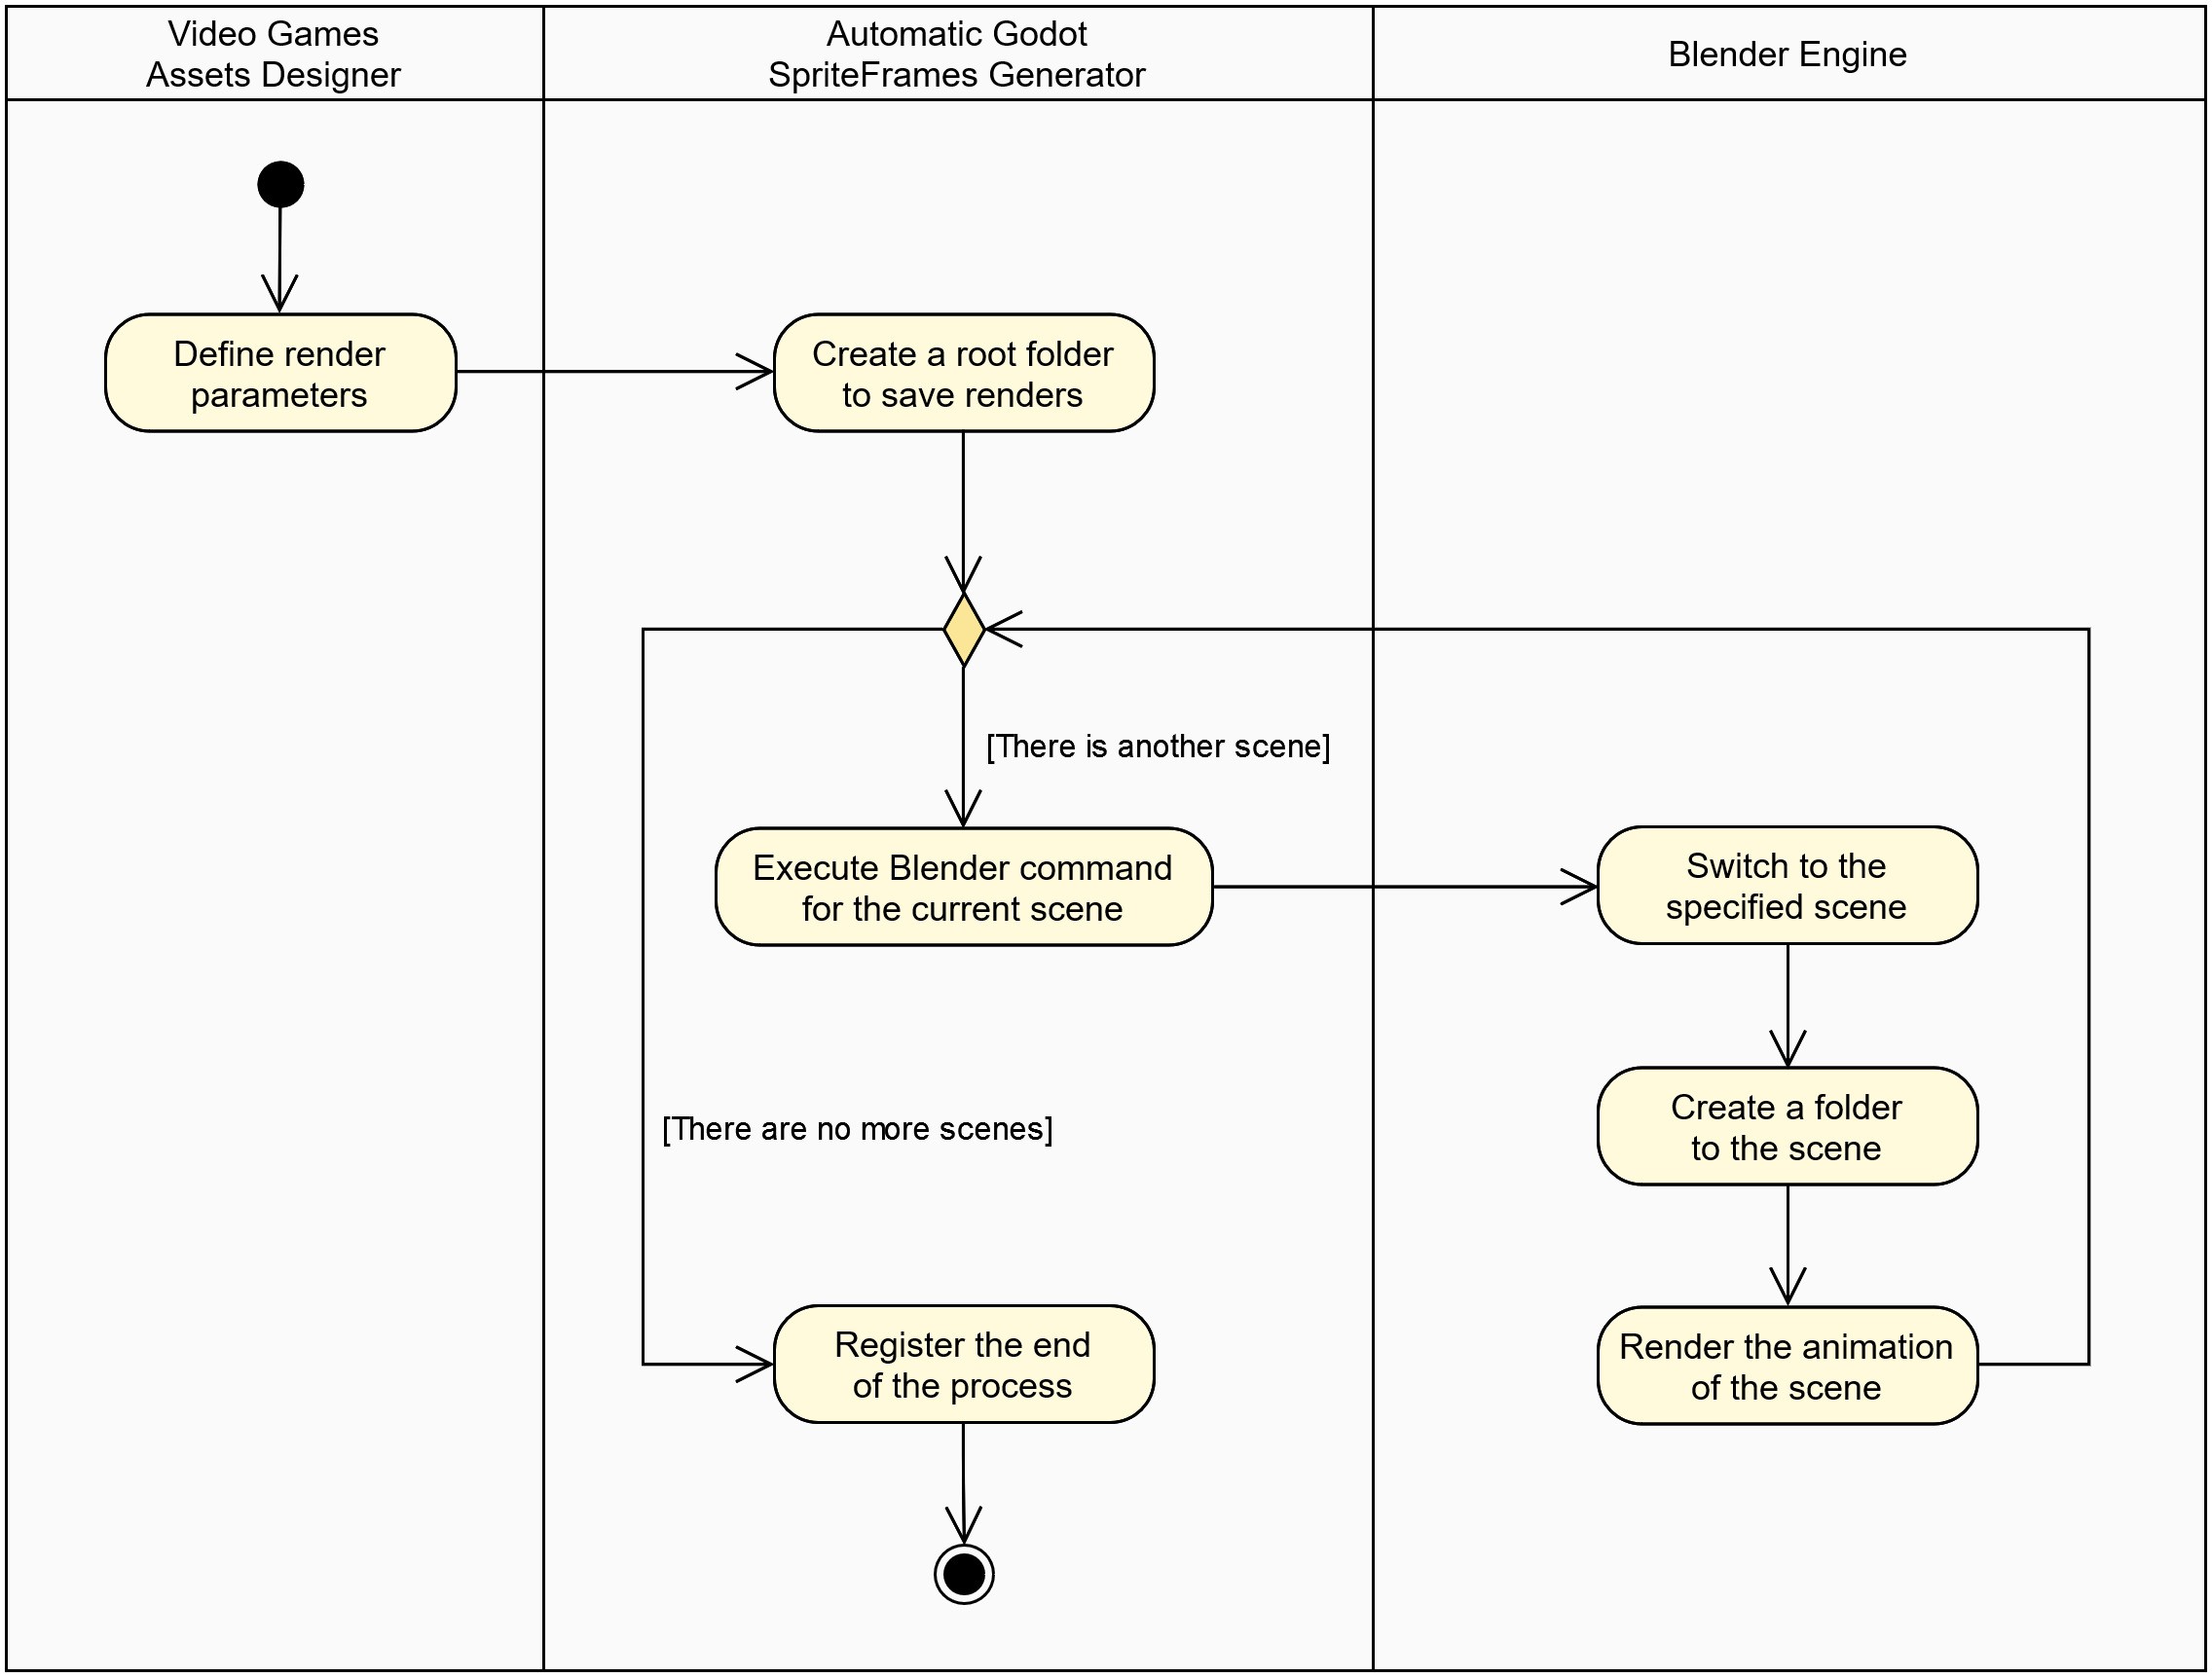 Video Games
Assets Designer
Automatic Godot
SpriteFrames Generator
Blender Engine
Define render
parameters
Create a root folder
to save renders
[There is another scene]
Execute Blender command
for the current scene
Switch to the
specified scene
Create a folder
to the scene
[There are no more scenes]
Register the end
of the process
Render the animation
of the scene